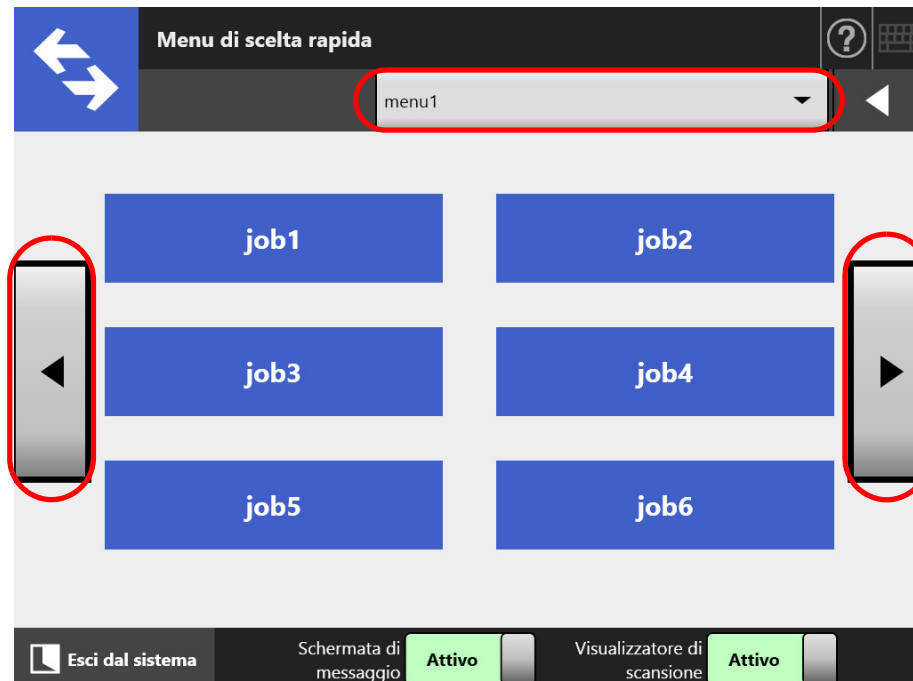 Menu di scelta rapida
?
menu1
job1
job2
job3
job4
job5
job6
Esci dal sistema
Schermata di
messaggio
Attivo
Visualizzatore di
scansione
Attivo